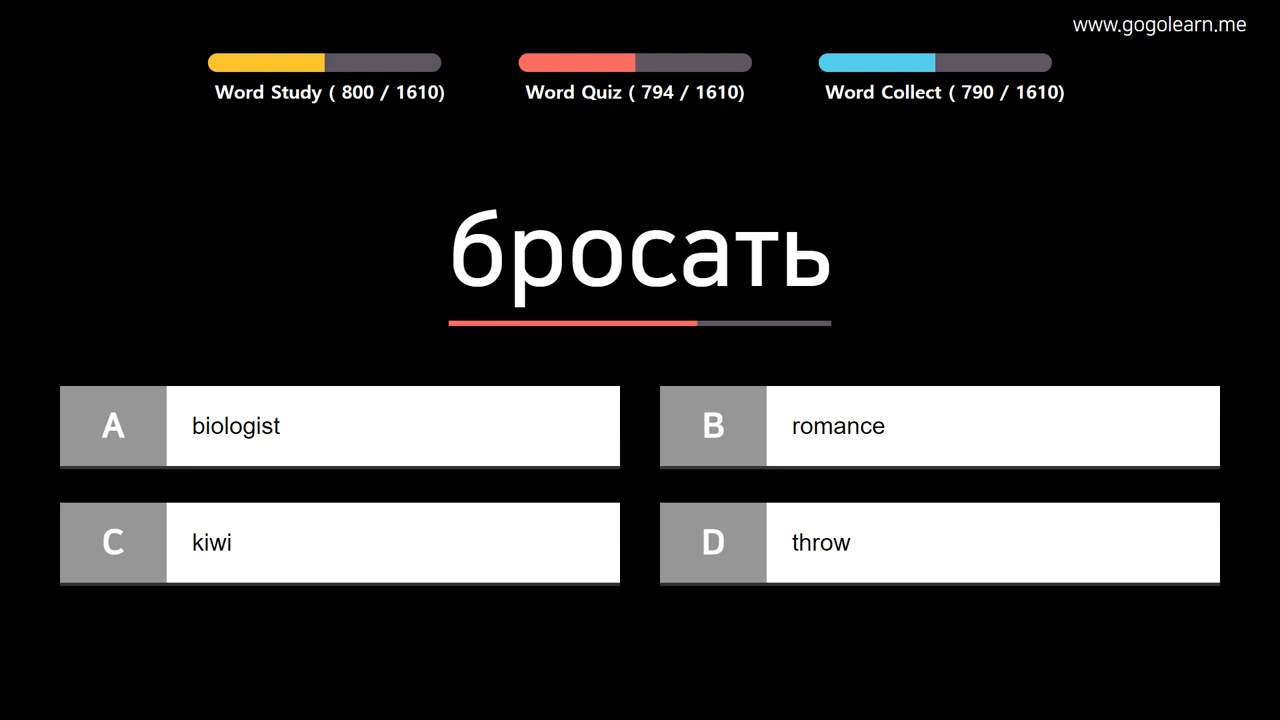 www.gogolearn.me
Word Study ( 800 / 1610)
Word Quiz ( 794 / 1610)
Word Collect ( 790 / 1610)
бросать
A
biologist
B
romance
C
kiwi
D
throw